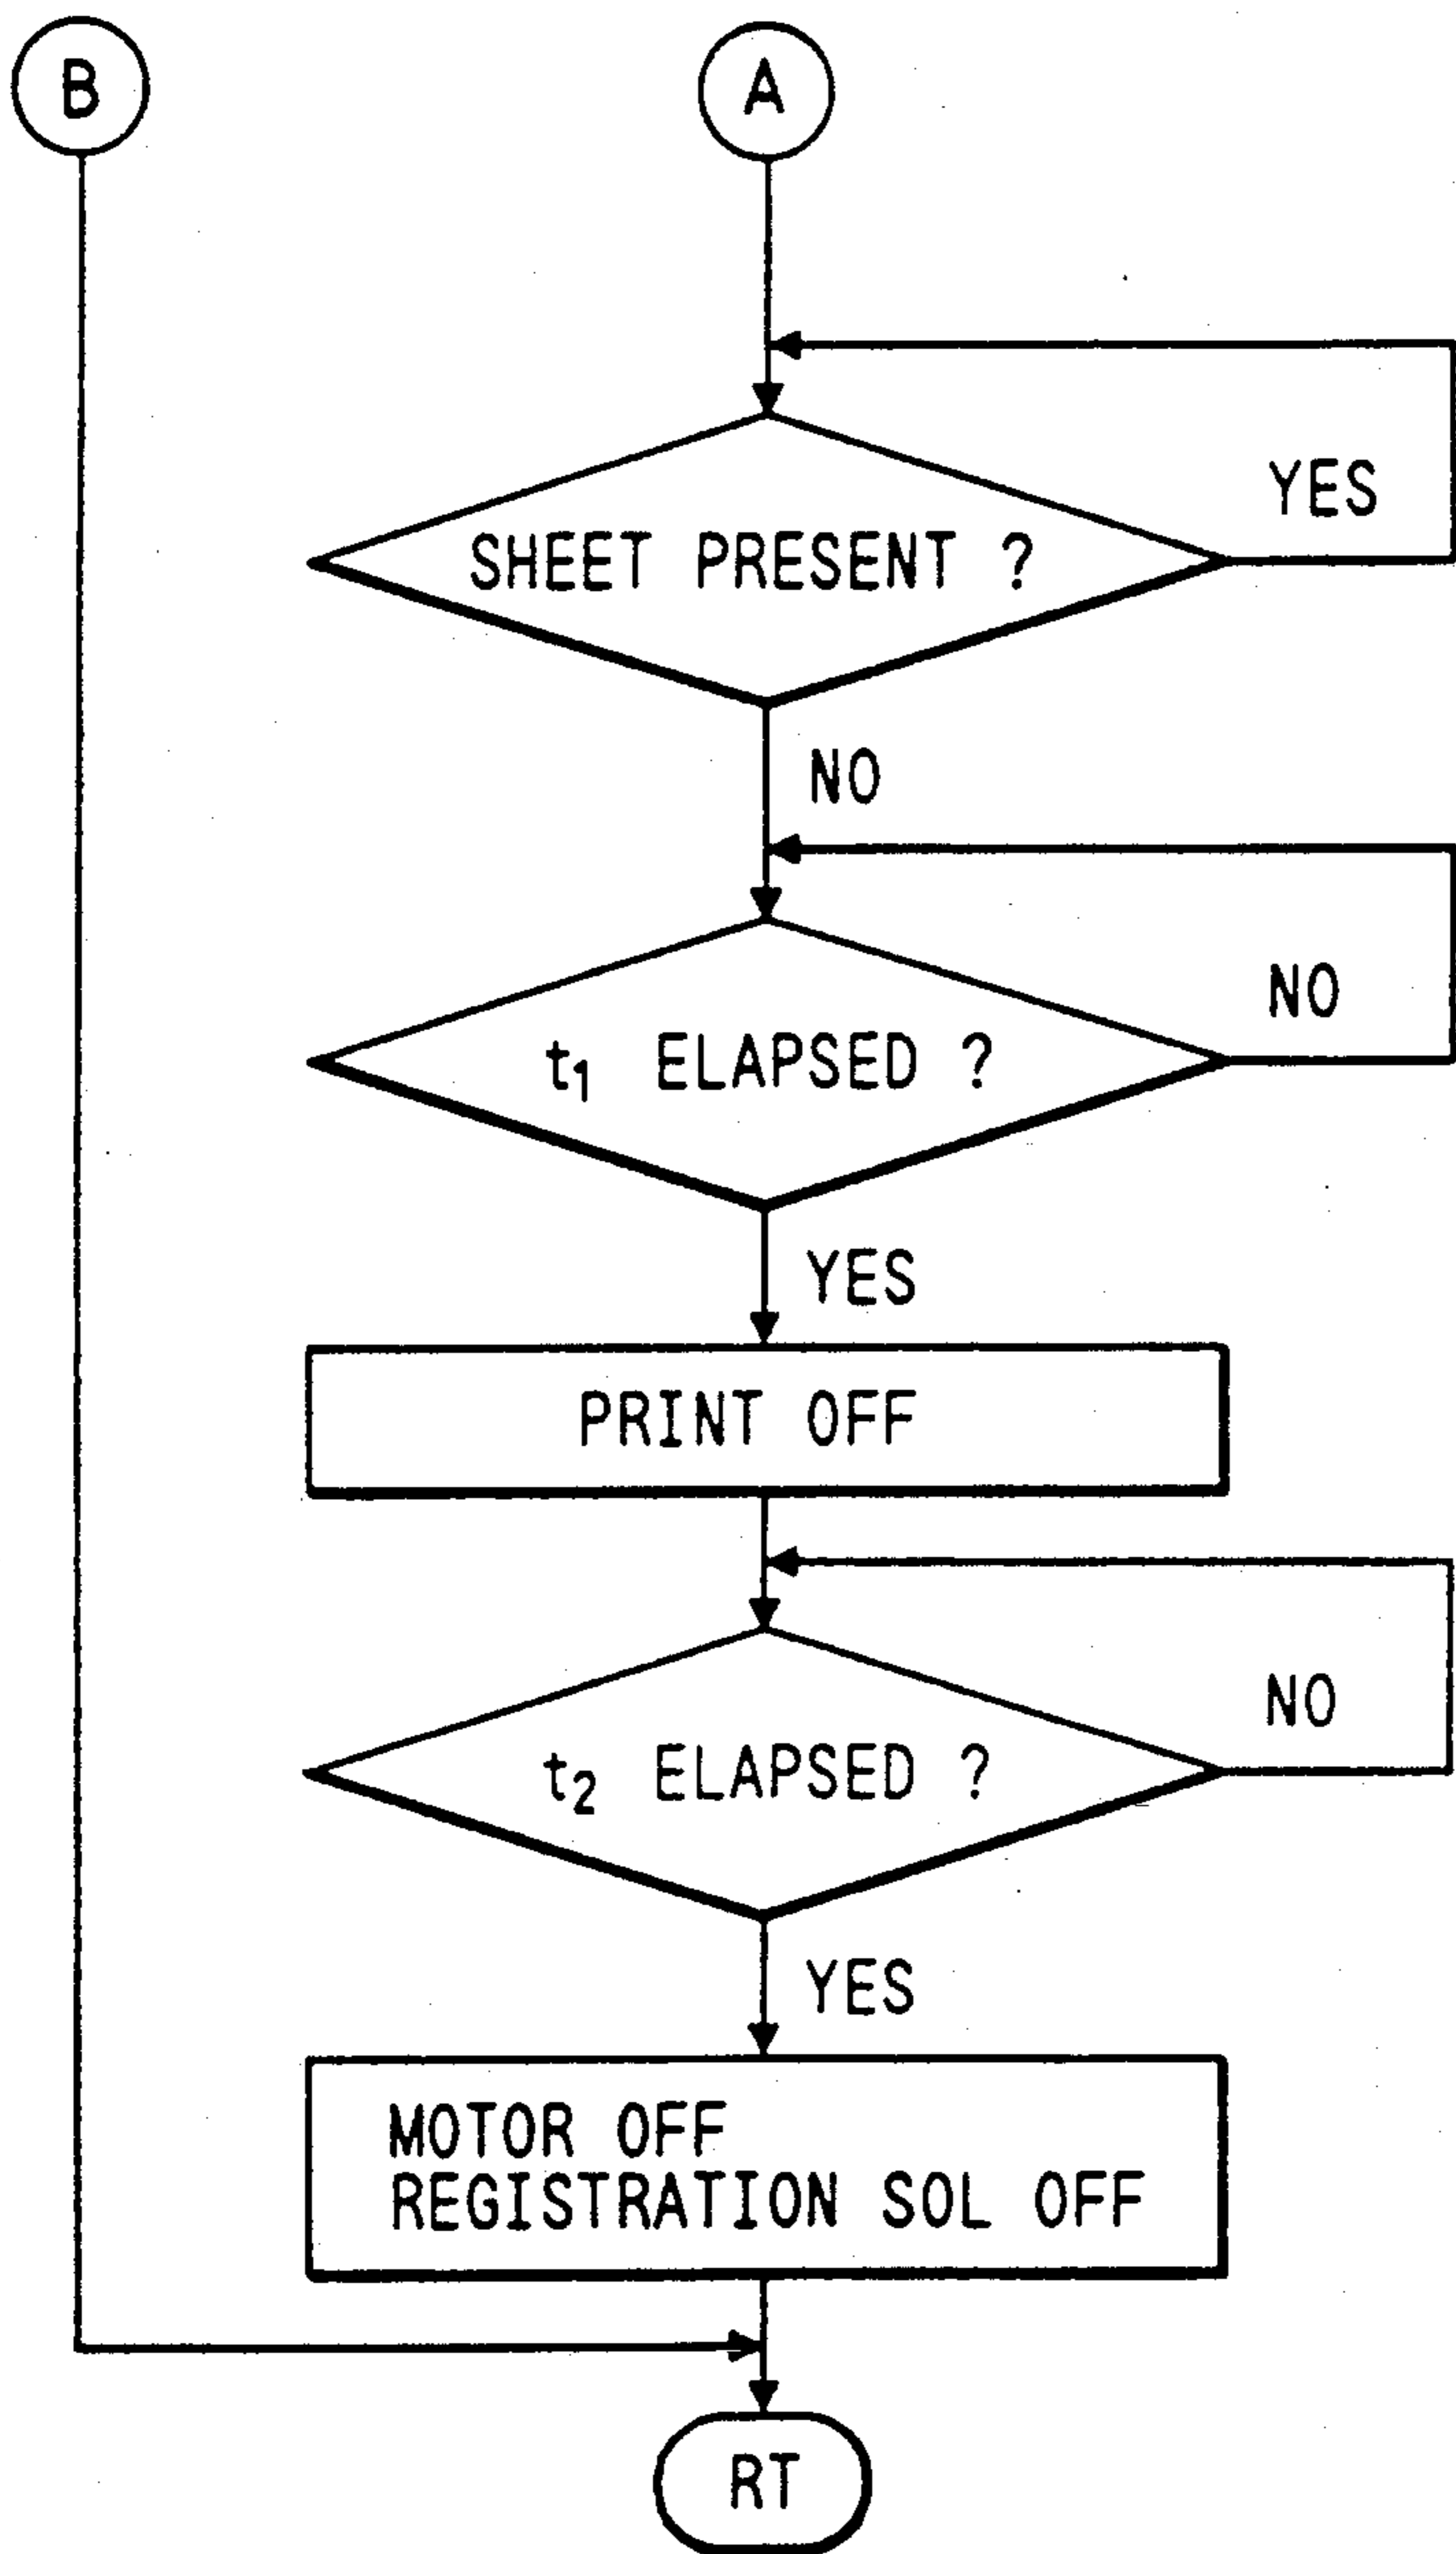 B
A
SHEET PRESENT ?
YES
NO
t₁ ELAPSED ?
NO
YES
PRINT OFF
t₂ ELAPSED ?
NO
YES
MOTOR OFF
REGISTRATION SOL OFF
RT